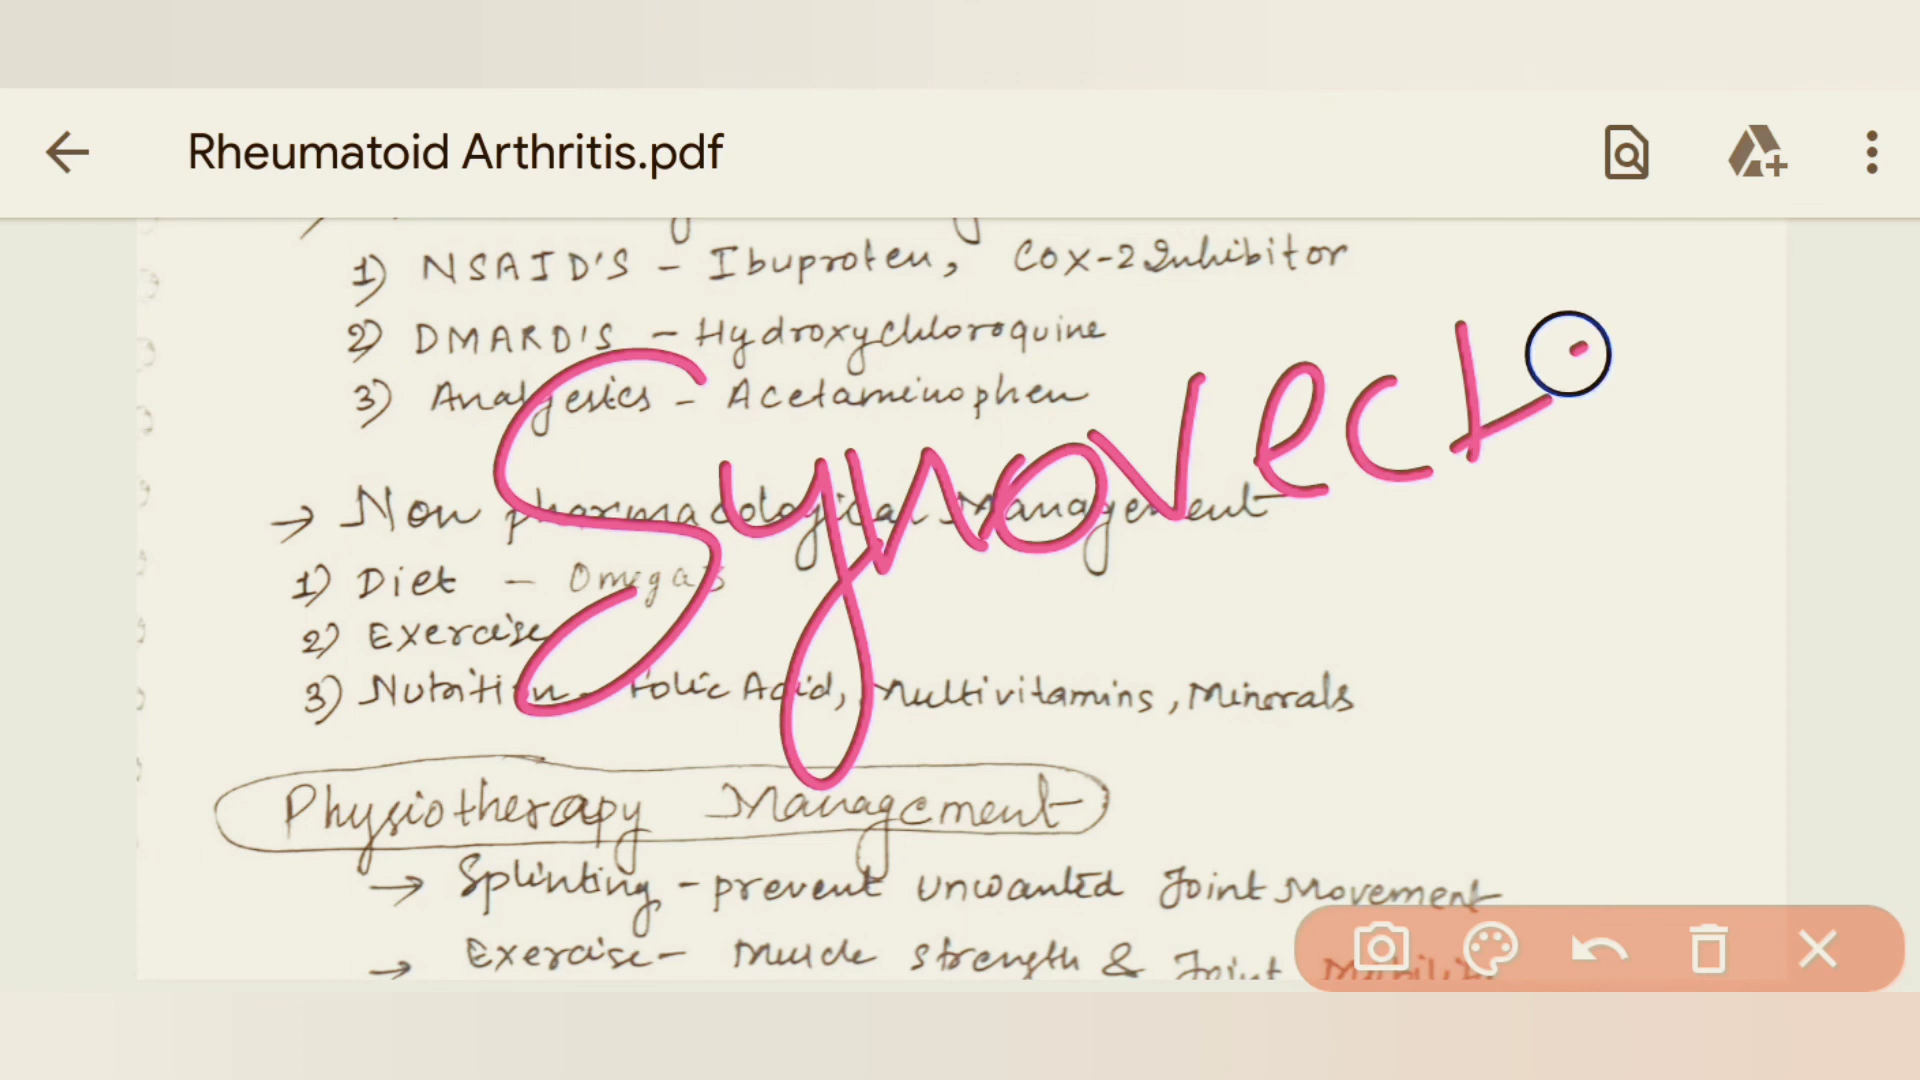 Rheumatoid Arthritis.pdf
1) NSAID'S - Ibuprofen, Cox-2 Inhibitor
2) DMARD'S - Hydroxychloroquine
3) Analgesics - Acetaminophen
Synovect
→ Non pharmacological Management
1) Diet - Omega 3
2) Exercise
3) Nutrition - Folic Acid, Multivitamins, Minerals
Physiotherapy Management
→ Splinting - prevent unwanted Joint Movement
→ Exercise - Muscle strength & Joint Mobility